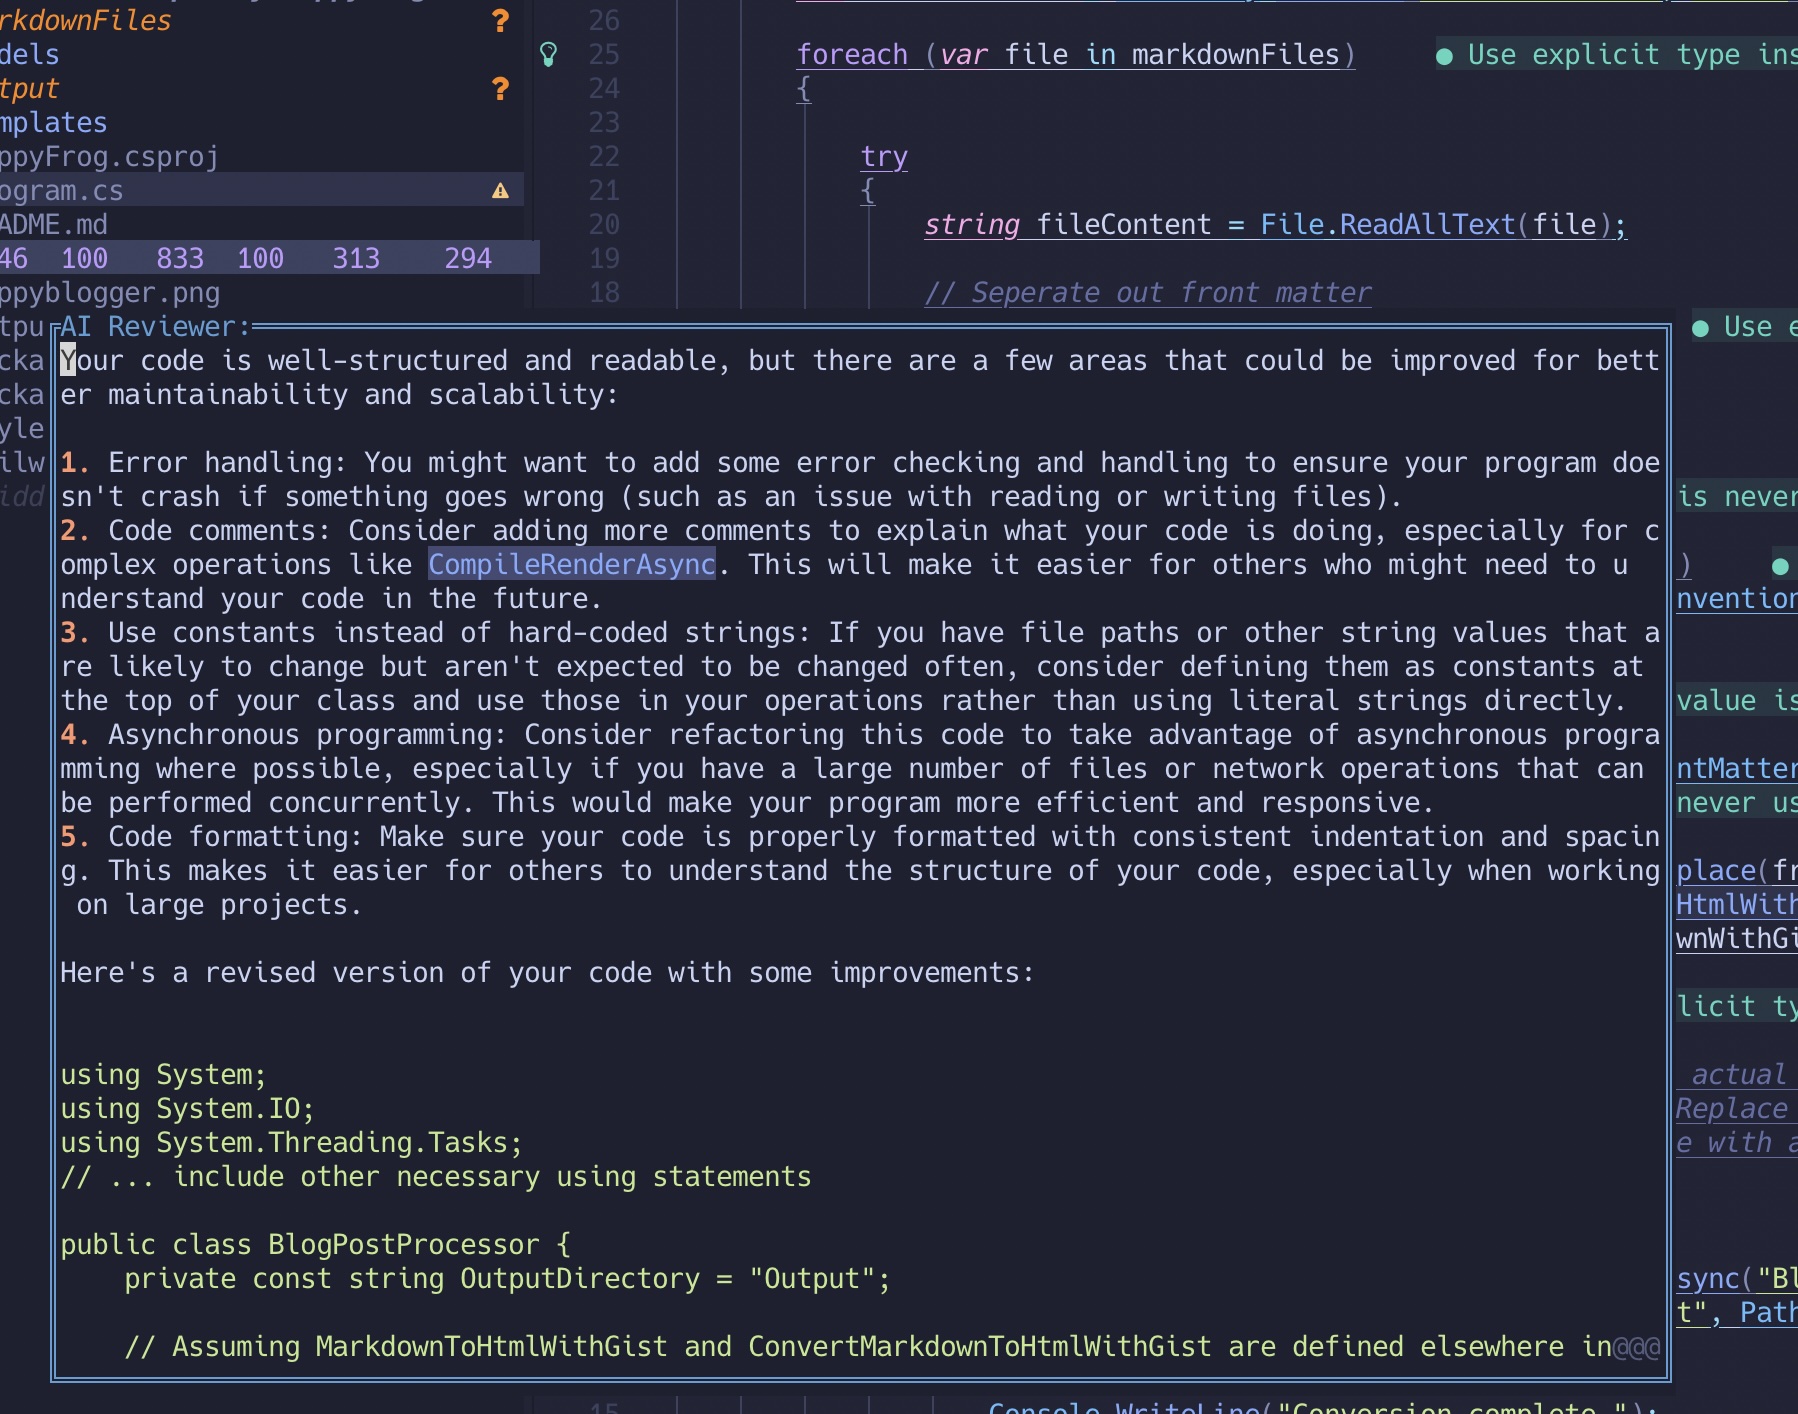 rkdownFiles ? 26
dels 25 foreach (var file in markdownFiles) ● Use explicit type ins
tput ? 24 {
mplates 23
ppyFrog.csproj 22 try
ogram.cs 21 {
ADME.md 20 string fileContent = File.ReadAllText(file);
46 100 833 100 313 294 19
ppyblogger.png 18 // Seperate out front matter
tpu AI Reviewer: ● Use e
cka Your code is well-structured and readable, but there are a few areas that could be improved for bett
cka er maintainability and scalability:
yle
ilw 1. Error handling: You might want to add some error checking and handling to ensure your program doe
idd sn't crash if something goes wrong (such as an issue with reading or writing files). is never
2. Code comments: Consider adding more comments to explain what your code is doing, especially for c
omplex operations like CompileRenderAsync. This will make it easier for others who might need to u ) ●
nderstand your code in the future. nvention
3. Use constants instead of hard-coded strings: If you have file paths or other string values that a
re likely to change but aren't expected to be changed often, consider defining them as constants at
the top of your class and use those in your operations rather than using literal strings directly. value is
4. Asynchronous programming: Consider refactoring this code to take advantage of asynchronous progra
mming where possible, especially if you have a large number of files or network operations that can ntMatter
be performed concurrently. This would make your program more efficient and responsive. never us
5. Code formatting: Make sure your code is properly formatted with consistent indentation and spacin
g. This makes it easier for others to understand the structure of your code, especially when working place(fr
on large projects. HtmlWith
wnWithGi
Here's a revised version of your code with some improvements:
licit ty
using System; actual
using System.IO; Replace
using System.Threading.Tasks; e with a
// ... include other necessary using statements
public class BlogPostProcessor {
private const string OutputDirectory = "Output"; sync("Bl
t", Path
// Assuming MarkdownToHtmlWithGist and ConvertMarkdownToHtmlWithGist are defined elsewhere in@@@
15 Console.WriteLine("Conversion complete.");